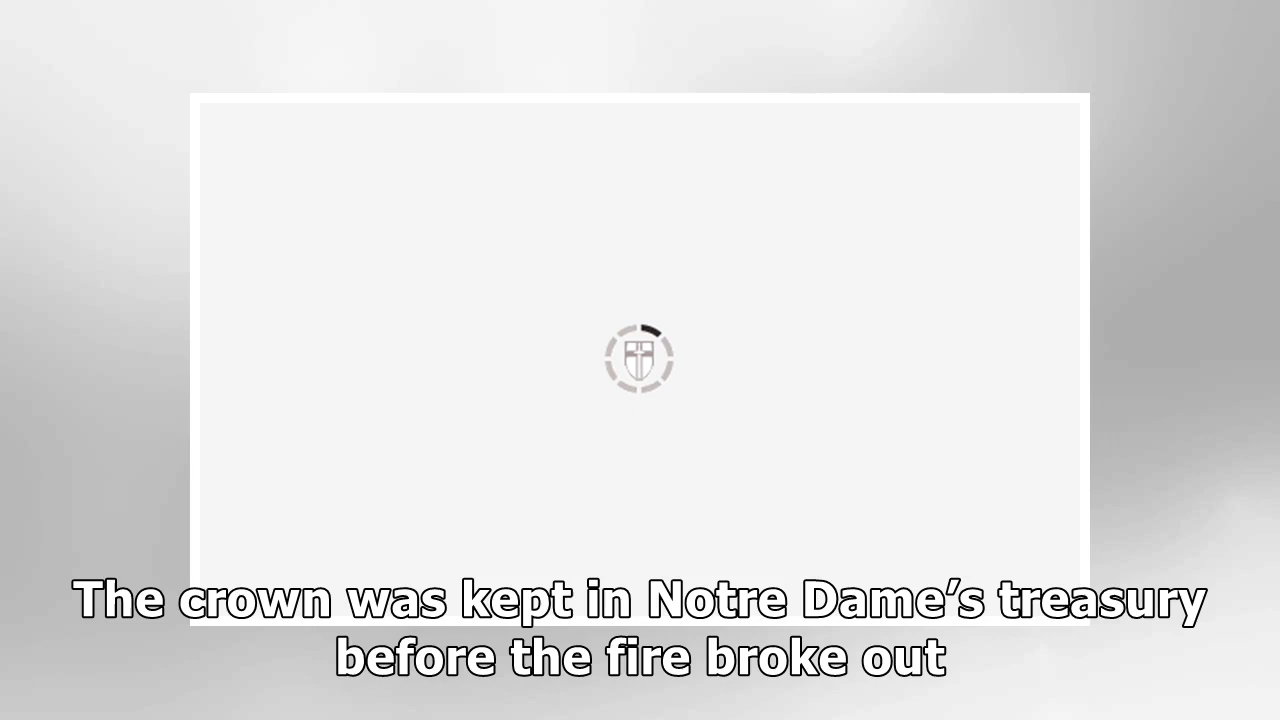 The crown was kept in Notre Dame’s treasury
before the fire broke out